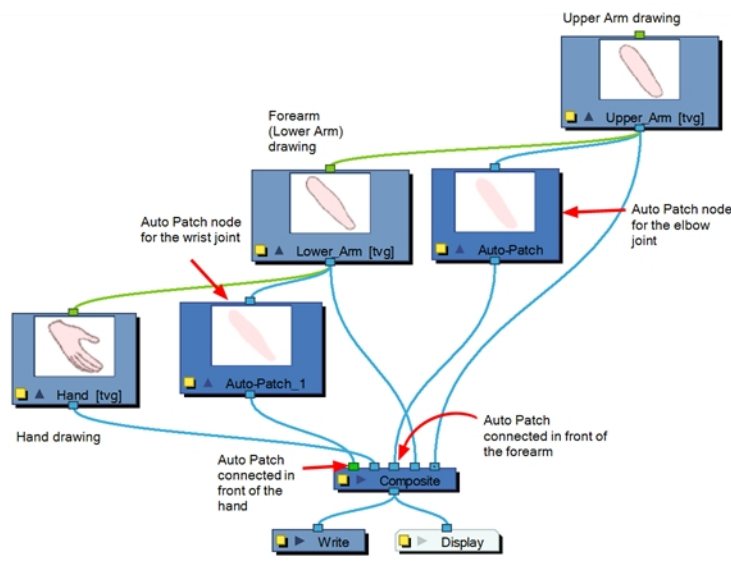 Upper Arm drawing
Upper_Arm [tvg]
Forearm
(Lower Arm)
drawing
Lower_Arm [tvg]
Auto-Patch
Auto Patch node
for the elbow
joint
Auto Patch node
for the wrist joint
Hand [tvg]
Auto-Patch_1
Hand drawing
Auto Patch
connected in front of
the forearm
Auto Patch
connected in
front of the
hand
Composite
Write
Display